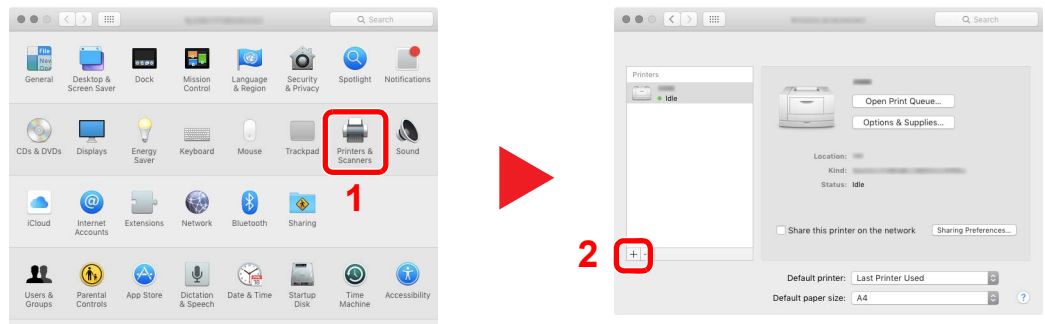 Search
File
New
Opt
General
Desktop &
Screen Saver
Dock
Mission
Control
Language
& Region
Security
& Privacy
Spotlight
Notifications
CDs & DVDs
Displays
Energy
Saver
Keyboard
Mouse
Trackpad
Printers &
Scanners
Sound
1
iCloud
Internet
Accounts
Extensions
Network
Bluetooth
Sharing
Users &
Groups
Parental
Controls
App Store
Dictation
& Speech
Date & Time
Startup
Disk
Time
Machine
Accessibility
Search
Printers
Idle
Open Print Queue...
Options & Supplies...
Location:
Kind:
Status: Idle
Share this printer on the network
Sharing Preferences...
2
+ -
Default printer: Last Printer Used
Default paper size: A4
?